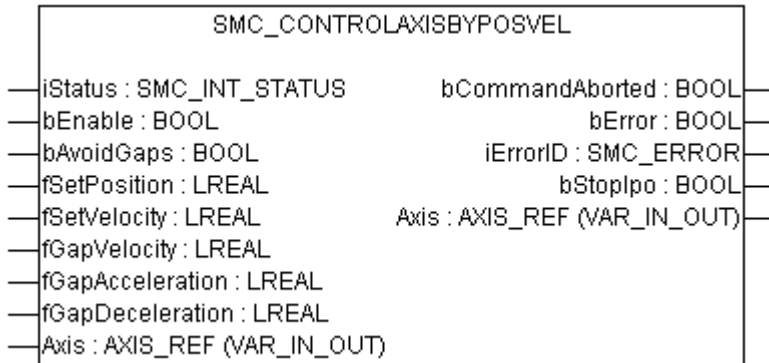 SMC_CONTROLAXISBYPOSVEL
iStatus : SMC_INT_STATUS bCommandAborted : BOOL
bEnable : BOOL bError : BOOL
bAvoidGaps : BOOL iErrorID : SMC_ERROR
fSetPosition : LREAL bStopIpo : BOOL
fSetVelocity : LREAL Axis : AXIS_REF (VAR_IN_OUT)
fGapVelocity : LREAL
fGapAcceleration : LREAL
fGapDeceleration : LREAL
Axis : AXIS_REF (VAR_IN_OUT)